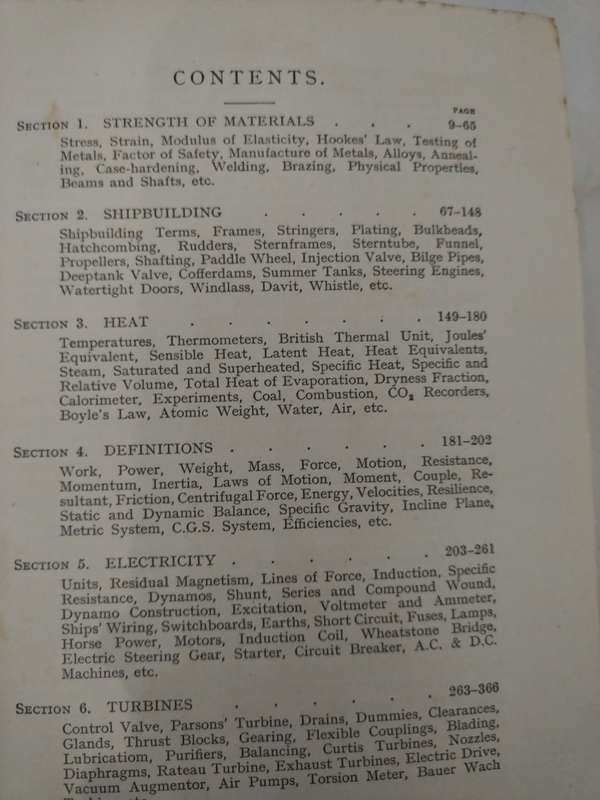 CONTENTS.
PAGE
SECTION 1. STRENGTH OF MATERIALS . . . 9–65
Stress, Strain, Modulus of Elasticity, Hookes' Law, Testing of
Metals, Factor of Safety, Manufacture of Metals, Alloys, Anneal-
ing, Case-hardening, Welding, Brazing, Physical Properties,
Beams and Shafts, etc.
SECTION 2. SHIPBUILDING . . . . . 67–148
Shipbuilding Terms, Frames, Stringers, Plating, Bulkheads,
Hatchcombing, Rudders, Sternframes, Sterntube, Funnel,
Propellers, Shafting, Paddle Wheel, Injection Valve, Bilge Pipes,
Deeptank Valve, Cofferdams, Summer Tanks, Steering Engines,
Watertight Doors, Windlass, Davit, Whistle, etc.
SECTION 3. HEAT . . . . . . . 149–180
Temperatures, Thermometers, British Thermal Unit, Joules'
Equivalent, Sensible Heat, Latent Heat, Heat Equivalents,
Steam, Saturated and Superheated, Specific Heat, Specific and
Relative Volume, Total Heat of Evaporation, Dryness Fraction,
Calorimeter, Experiments, Coal, Combustion, CO₂ Recorders,
Boyle's Law, Atomic Weight, Water, Air, etc.
SECTION 4. DEFINITIONS . . . . . . 181–202
Work, Power, Weight, Mass, Force, Motion, Resistance,
Momentum, Inertia, Laws of Motion, Moment, Couple, Re-
sultant, Friction, Centrifugal Force, Energy, Velocities, Resilience,
Static and Dynamic Balance, Specific Gravity, Incline Plane,
Metric System, C.G.S. System, Efficiencies, etc.
SECTION 5. ELECTRICITY . . . . . . 203–261
Units, Residual Magnetism, Lines of Force, Induction, Specific
Resistance, Dynamos, Shunt, Series and Compound Wound,
Dynamo Construction, Excitation, Voltmeter and Ammeter,
Ships' Wiring, Switchboards, Earths, Short Circuit, Fuses, Lamps,
Horse Power, Motors, Induction Coil, Wheatstone Bridge,
Electric Steering Gear, Starter, Circuit Breaker, A.C. & D.C.
Machines, etc.
SECTION 6. TURBINES . . . . . . 263–366
Control Valve, Parsons' Turbine, Drains, Dummies, Clearances,
Glands, Thrust Blocks, Gearing, Flexible Couplings, Blading,
Lubricatiom, Purifiers, Balancing, Curtis Turbines, Nozzles,
Diaphragms, Rateau Turbine, Exhaust Turbines, Electric Drive,
Vacuum Augmentor, Air Pumps, Torsion Meter, Bauer Wach